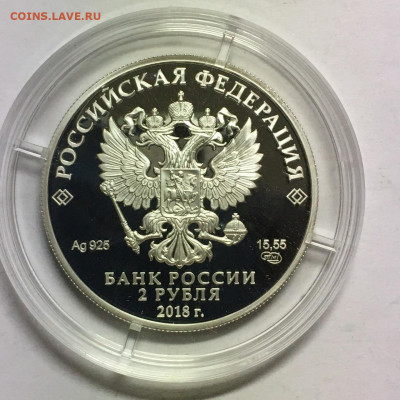 COINS.LAVE.RU
РОССИЙСКАЯ ФЕДЕРАЦИЯ
Ag 925
15,55
БАНК РОССИИ
2 РУБЛЯ
2018 г.